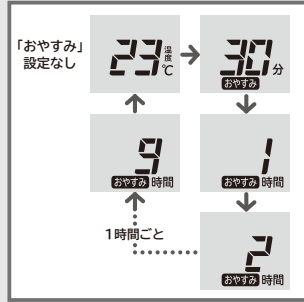 「おやすみ」
設定なし
23 温度 ℃
30 分
おやすみ
9
おやすみ 時間
1
おやすみ 時間
1時間ごと
2
おやすみ 時間